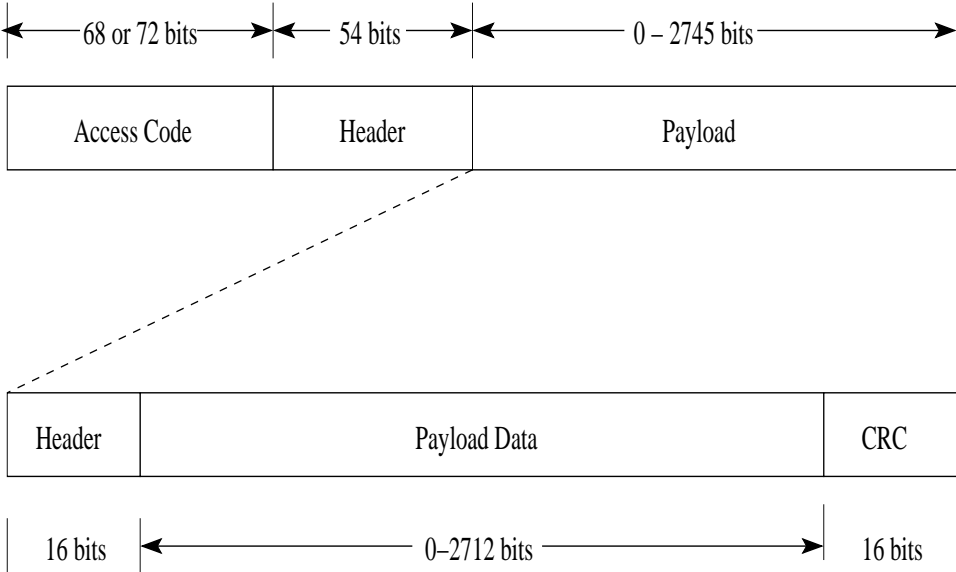 68 or 72 bits 54 bits 0 – 2745 bits
Access Code Header Payload
Header Payload Data CRC
16 bits 0–2712 bits 16 bits